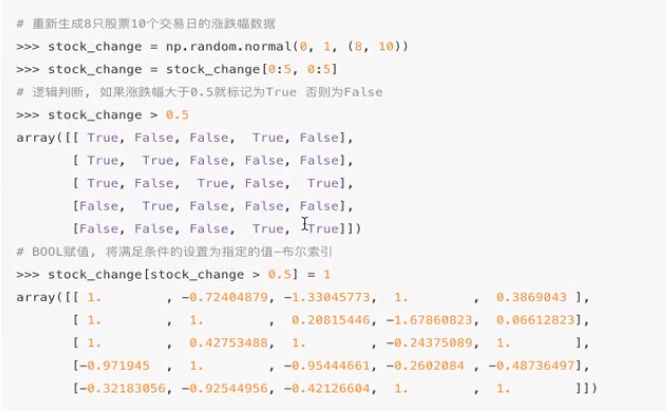 # 重新生成8只股票10个交易日的涨跌幅数据
>>> stock_change = np.random.normal(0, 1, (8, 10))
>>> stock_change = stock_change[0:5, 0:5]
# 逻辑判断, 如果涨跌幅大于0.5就标记为True 否则为False
>>> stock_change > 0.5
array([[ True, False, False,  True, False],
       [ True,  True, False, False, False],
       [ True, False,  True, False,  True],
       [False,  True, False, False, False],
       [False, False, False,  True,  True]])
# BOOL赋值, 将满足条件的设置为指定的值-布尔索引
>>> stock_change[stock_change > 0.5] = 1
array([[ 1.        , -0.72404879, -1.33045773,  1.        ,  0.3869043 ],
       [ 1.        ,  1.        ,  0.20815446, -1.67860823,  0.06612823],
       [ 1.        ,  0.42753488,  1.        , -0.24375089,  1.        ],
       [-0.971945  ,  1.        , -0.95444661, -0.2602084 , -0.48736497],
       [-0.32183056, -0.92544956, -0.42126604,  1.        ,  1.        ]])